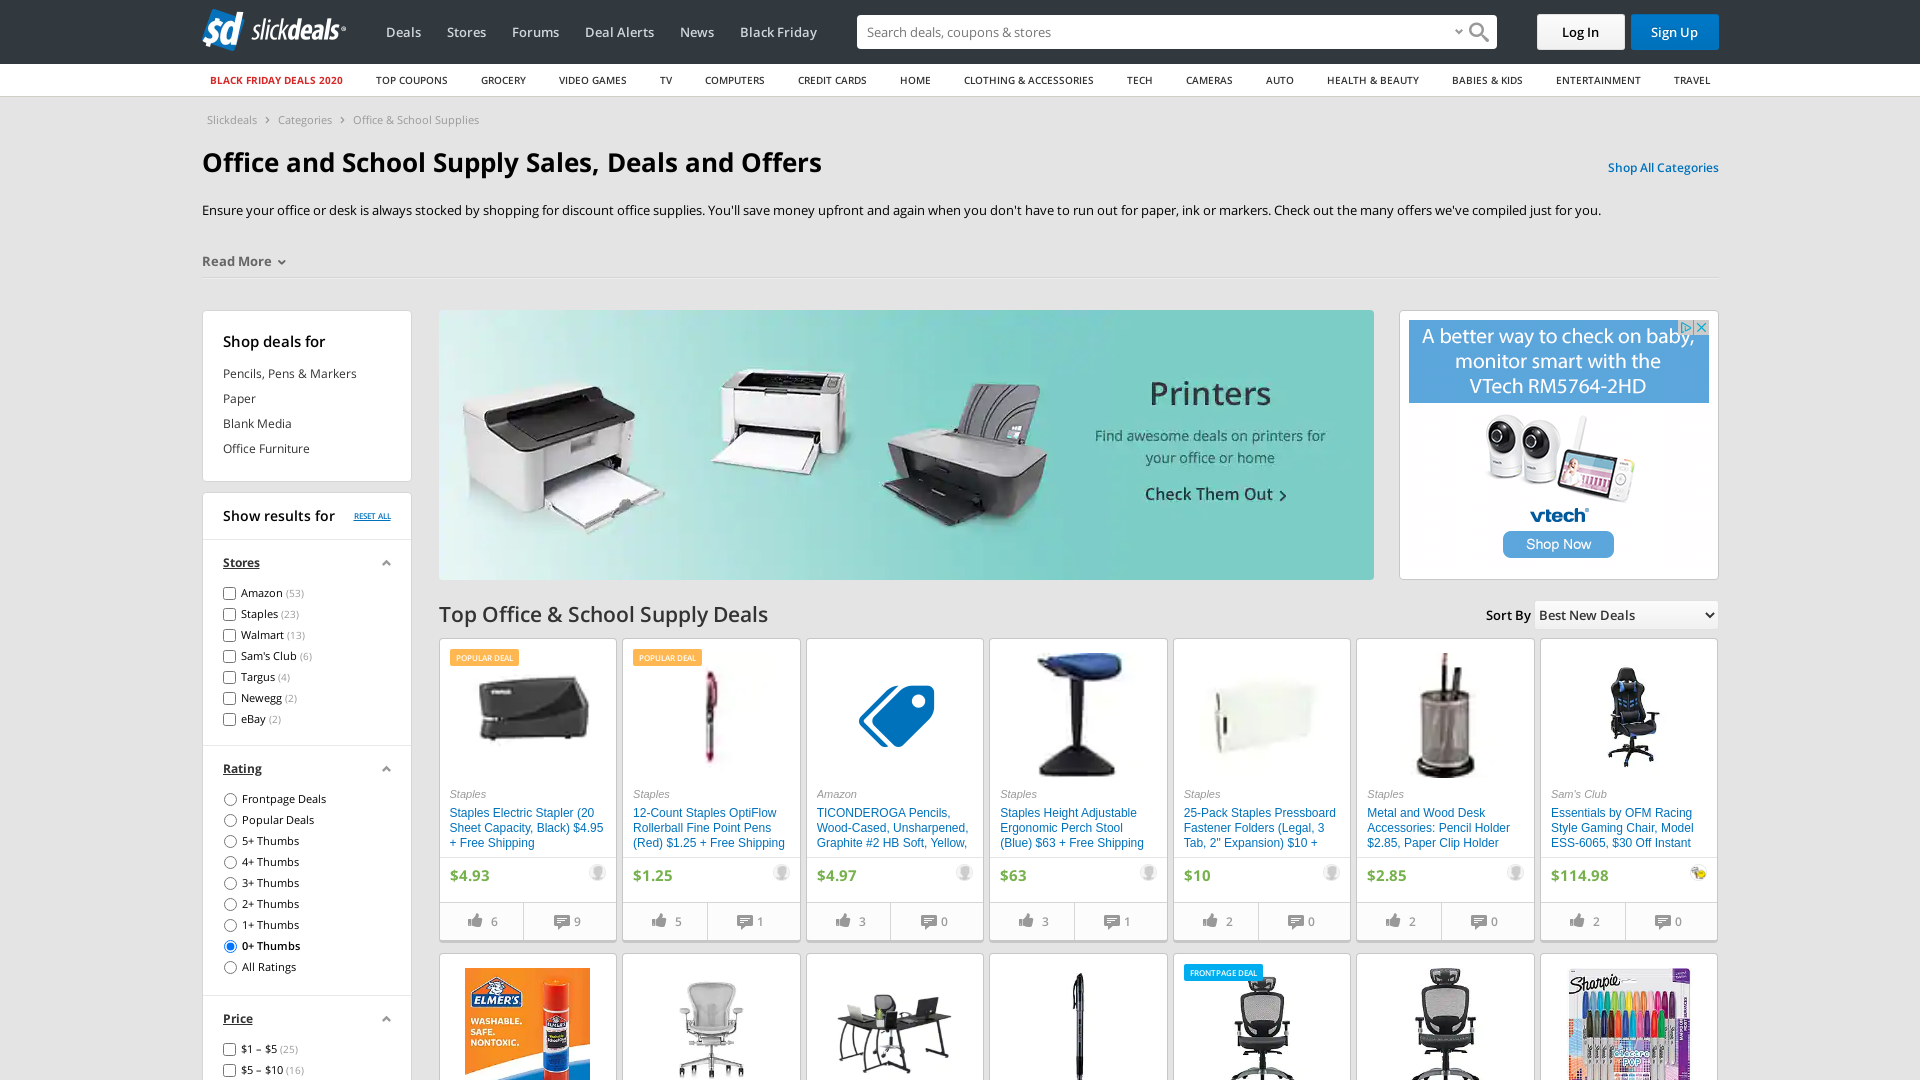 sd slickdeals
Deals
Stores
Forums
Deal Alerts
News
Black Friday
Search deals, coupons & stores
Log In
Sign Up
BLACK FRIDAY DEALS 2020
TOP COUPONS
GROCERY
VIDEO GAMES
TV
COMPUTERS
CREDIT CARDS
HOME
CLOTHING & ACCESSORIES
TECH
CAMERAS
AUTO
HEALTH & BEAUTY
BABIES & KIDS
ENTERTAINMENT
TRAVEL
Slickdeals > Categories > Office & School Supplies
Office and School Supply Sales, Deals and Offers
Shop All Categories
Ensure your office or desk is always stocked by shopping for discount office supplies. You'll save money upfront and again when you don't have to run out for paper, ink or markers. Check out the many offers we've compiled just for you.
Read More
Shop deals for
Pencils, Pens & Markers
Paper
Blank Media
Office Furniture
Show results for
RESET ALL
Stores
Amazon (53)
Staples (23)
Walmart (13)
Sam's Club (6)
Targus (4)
Newegg (2)
eBay (2)
Rating
Frontpage Deals
Popular Deals
5+ Thumbs
4+ Thumbs
3+ Thumbs
2+ Thumbs
1+ Thumbs
0+ Thumbs
All Ratings
Price
$1 – $5 (25)
$5 – $10 (16)
Printers
Find awesome deals on printers for
your office or home
Check Them Out >
A better way to check on baby,
monitor smart with the
VTech RM5764-2HD
vtech
Shop Now
Top Office & School Supply Deals
Sort By
Best New Deals
POPULAR DEAL
Staples
Staples Electric Stapler (20
Sheet Capacity, Black) $4.95
+ Free Shipping
$4.93
6
9
POPULAR DEAL
Staples
12-Count Staples OptiFlow
Rollerball Fine Point Pens
(Red) $1.25 + Free Shipping
$1.25
5
1
Amazon
TICONDEROGA Pencils,
Wood-Cased, Unsharpened,
Graphite #2 HB Soft, Yellow,
$4.97
3
0
Staples
Staples Height Adjustable
Ergonomic Perch Stool
(Blue) $63 + Free Shipping
$63
3
1
Staples
25-Pack Staples Pressboard
Fastener Folders (Legal, 3
Tab, 2" Expansion) $10 +
$10
2
0
Staples
Metal and Wood Desk
Accessories: Pencil Holder
$2.85, Paper Clip Holder
$2.85
2
0
Sam's Club
Essentials by OFM Racing
Style Gaming Chair, Model
ESS-6065, $30 Off Instant
$114.98
2
0
ELMER'S
WASHABLE.
SAFE.
NONTOXIC.
ELMER'S
FRONTPAGE DEAL
Sharpie
electro
POP